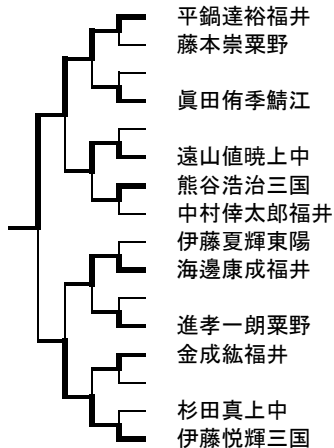 平鍋達裕福井
藤本崇粟野
眞田侑季鯖江
遠山値暁上中
熊谷浩治三国
中村倖太郎福井
伊藤夏輝東陽
海邊康成福井
進孝一朗粟野
金成紘福井
杉田真上中
伊藤悦輝三国